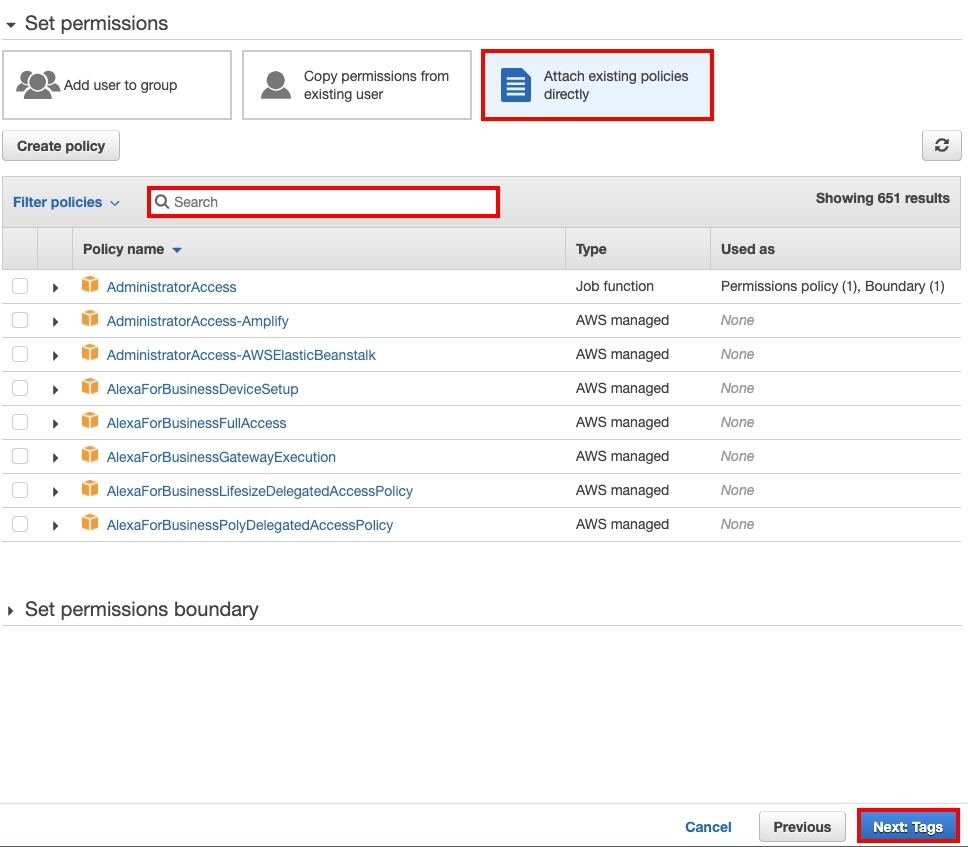 Set permissions
Add user to group
Copy permissions from
existing user
Attach existing policies
directly
Create policy
Filter policies
Search
Showing 651 results
Policy name
Type
Used as
AdministratorAccess
Job function
Permissions policy (1), Boundary (1)
AdministratorAccess-Amplify
AWS managed
None
AdministratorAccess-AWSElasticBeanstalk
AWS managed
None
AlexaForBusinessDeviceSetup
AWS managed
None
AlexaForBusinessFullAccess
AWS managed
None
AlexaForBusinessGatewayExecution
AWS managed
None
AlexaForBusinessLifesizeDelegatedAccessPolicy
AWS managed
None
AlexaForBusinessPolyDelegatedAccessPolicy
AWS managed
None
Set permissions boundary
Cancel
Previous
Next: Tags